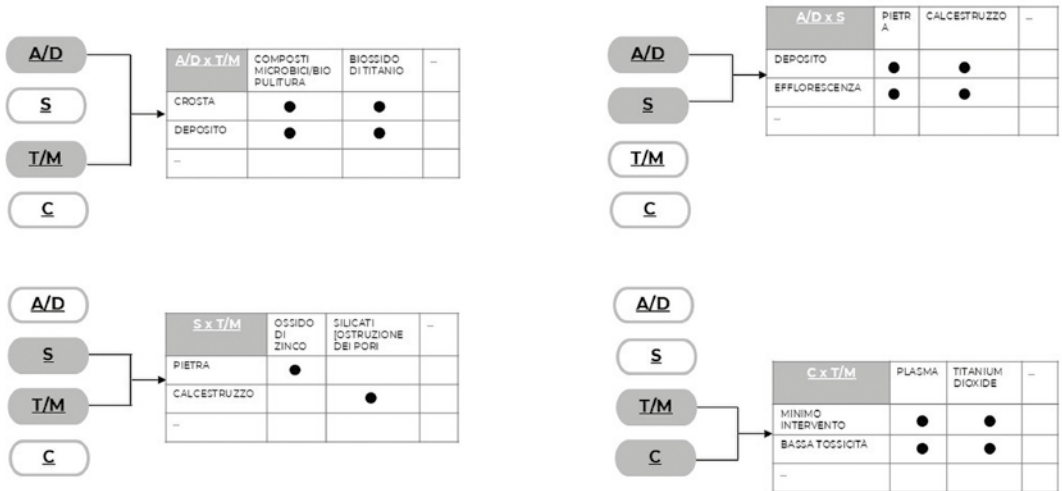 A/D
S
T/M
C
A/D x T/M
COMPOSTI
MICROBICI/BIO
PULITURA
BIOSSIDO
DI TITANIO
...
CROSTA
DEPOSITO
...
A/D
S
T/M
C
A/D x S
PIETR
A
CALCESTRUZZO
...
DEPOSITO
EFFLORESCENZA
...
A/D
S
T/M
C
S x T/M
OSSIDO
DI
ZINCO
SILICATI
[OSTRUZIONE
DEI PORI
...
PIETRA
CALCESTRUZZO
...
A/D
S
T/M
C
C x T/M
PLASMA
TITANIUM
DIOXIDE
...
MINIMO
INTERVENTO
BASSA TOSSICITÀ
...